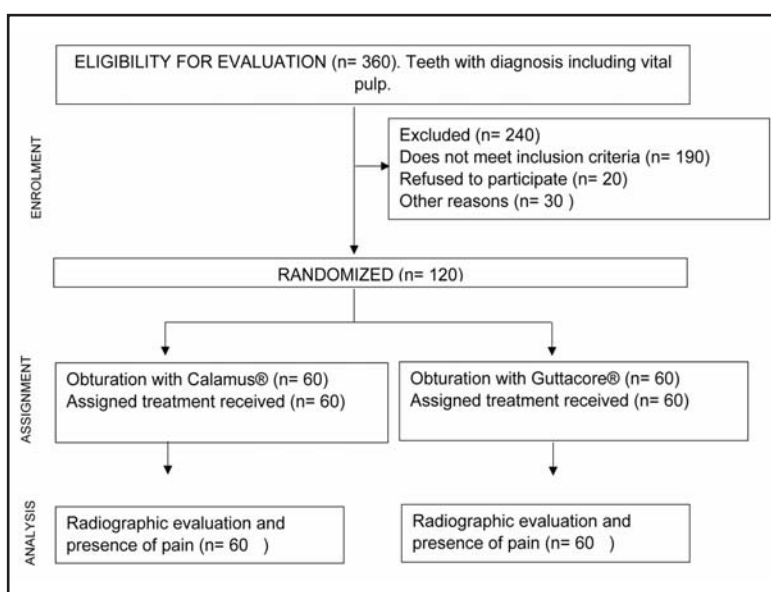 ELIGIBILITY FOR EVALUATION (n= 360). Teeth with diagnosis including vital
pulp.
ENROLMENT
Excluded (n= 240)
Does not meet inclusion criteria (n= 190)
Refused to participate (n= 20)
Other reasons (n= 30 )
RANDOMIZED (n= 120)
ASSIGNMENT
Obturation with Calamus® (n= 60)
Assigned treatment received (n= 60)
Obturation with Guttacore® (n= 60)
Assigned treatment received (n= 60)
ANALYSIS
Radiographic evaluation and
presence of pain (n= 60 )
Radiographic evaluation and
presence of pain (n= 60 )